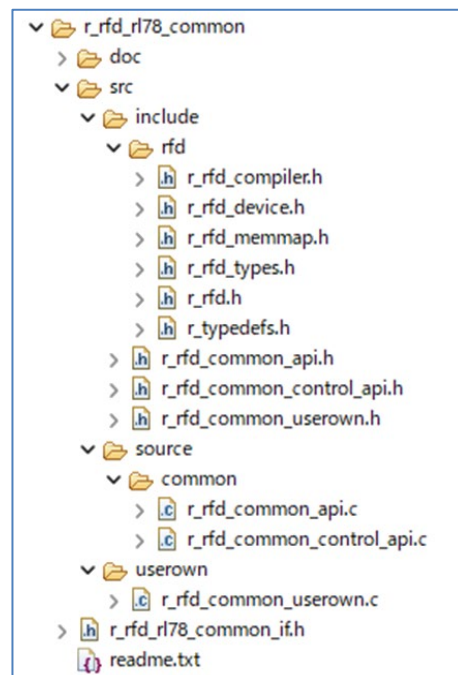 r_rfd_rl78_common
doc
src
include
rfd
r_rfd_compiler.h
r_rfd_device.h
r_rfd_memmap.h
r_rfd_types.h
r_rfd.h
r_typedefs.h
r_rfd_common_api.h
r_rfd_common_control_api.h
r_rfd_common_userown.h
source
common
r_rfd_common_api.c
r_rfd_common_control_api.c
userown
r_rfd_common_userown.c
r_rfd_rl78_common_if.h
readme.txt